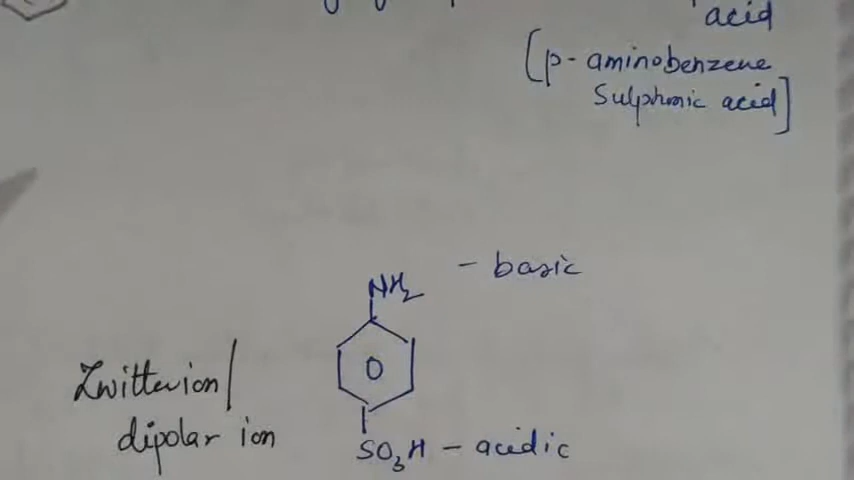 acid
[p-aminobenzene
Sulphonic acid]
NH₂ - basic
Zwitterion/
dipolar ion
SO₃H - acidic